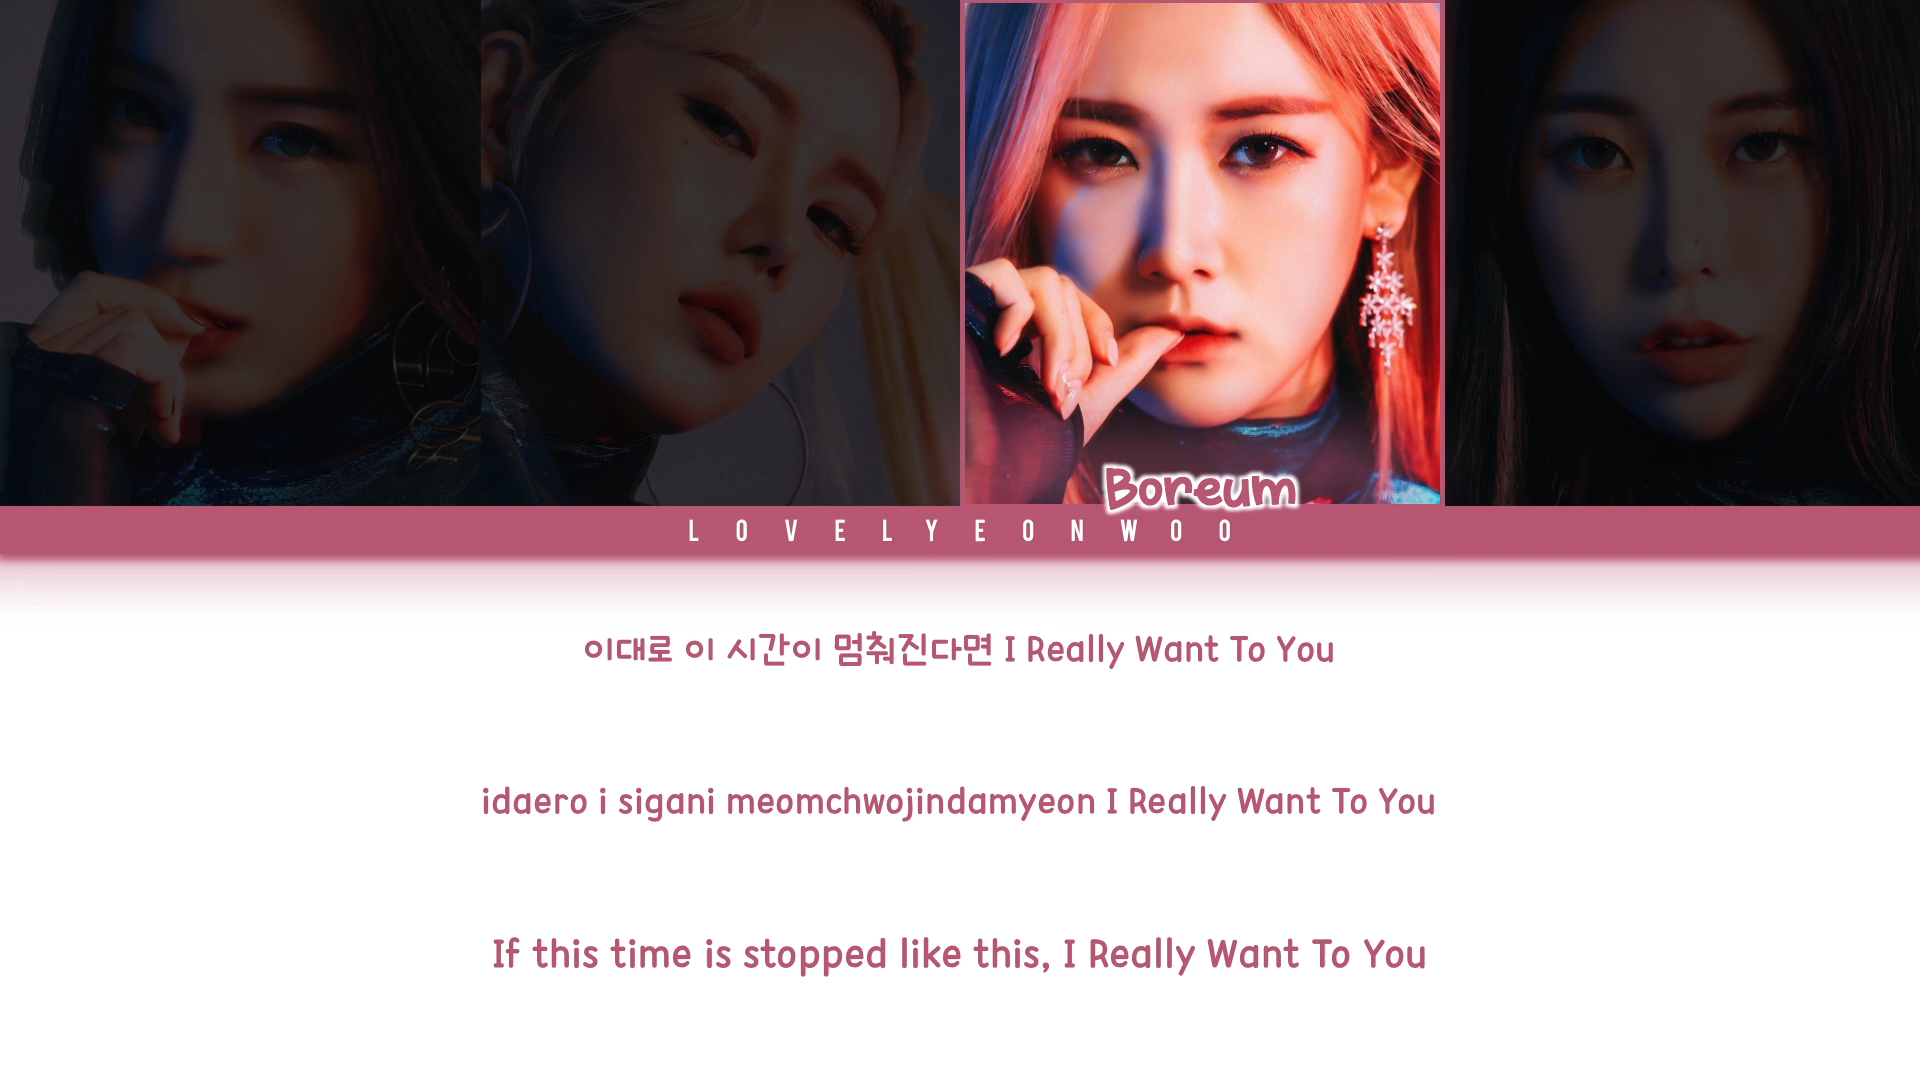 Boreum
LOVELYEONWOO
이대로 이 시간이 멈춰진다면 I Really Want To You
idaero i sigani meomchwojindamyeon I Really Want To You
If this time is stopped like this, I Really Want To You